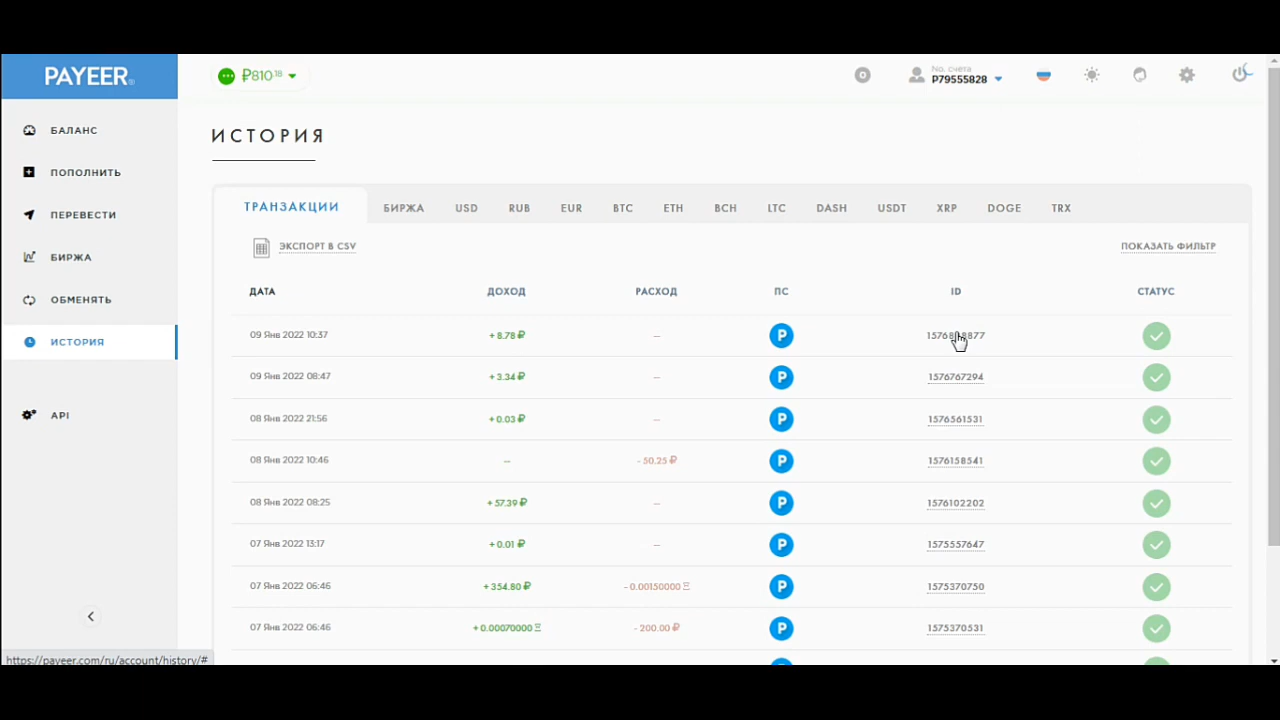 PAYEER®
₽810.18
No. счета
P79555828
БАЛАНС
ПОПОЛНИТЬ
ПЕРЕВЕСТИ
БИРЖА
ОБМЕНЯТЬ
ИСТОРИЯ
API
ИСТОРИЯ
ТРАНЗАКЦИИ БИРЖА USD RUB EUR BTC ETH BCH LTC DASH USDT XRP DOGE TRX
ЭКСПОРТ В CSV ПОКАЗАТЬ ФИЛЬТР
ДАТА ДОХОД РАСХОД ПС ID СТАТУС
09 Янв 2022 10:37 + 8.78 ₽ — P
09 Янв 2022 08:47 + 3.34 ₽ — P 1576767294
08 Янв 2022 21:56 + 0.03 ₽ — P 1576561531
08 Янв 2022 10:46 — - 50.25 ₽ P 1576158541
08 Янв 2022 08:25 + 57.39 ₽ — P 1576102202
07 Янв 2022 13:17 + 0.01 ₽ — P 1575557647
07 Янв 2022 06:46 + 354.80 ₽ - 0.00150000 Ξ P 1575370750
07 Янв 2022 06:46 + 0.00070000 Ξ - 200.00 ₽ P 1575370531
https://payeer.com/ru/account/history/#